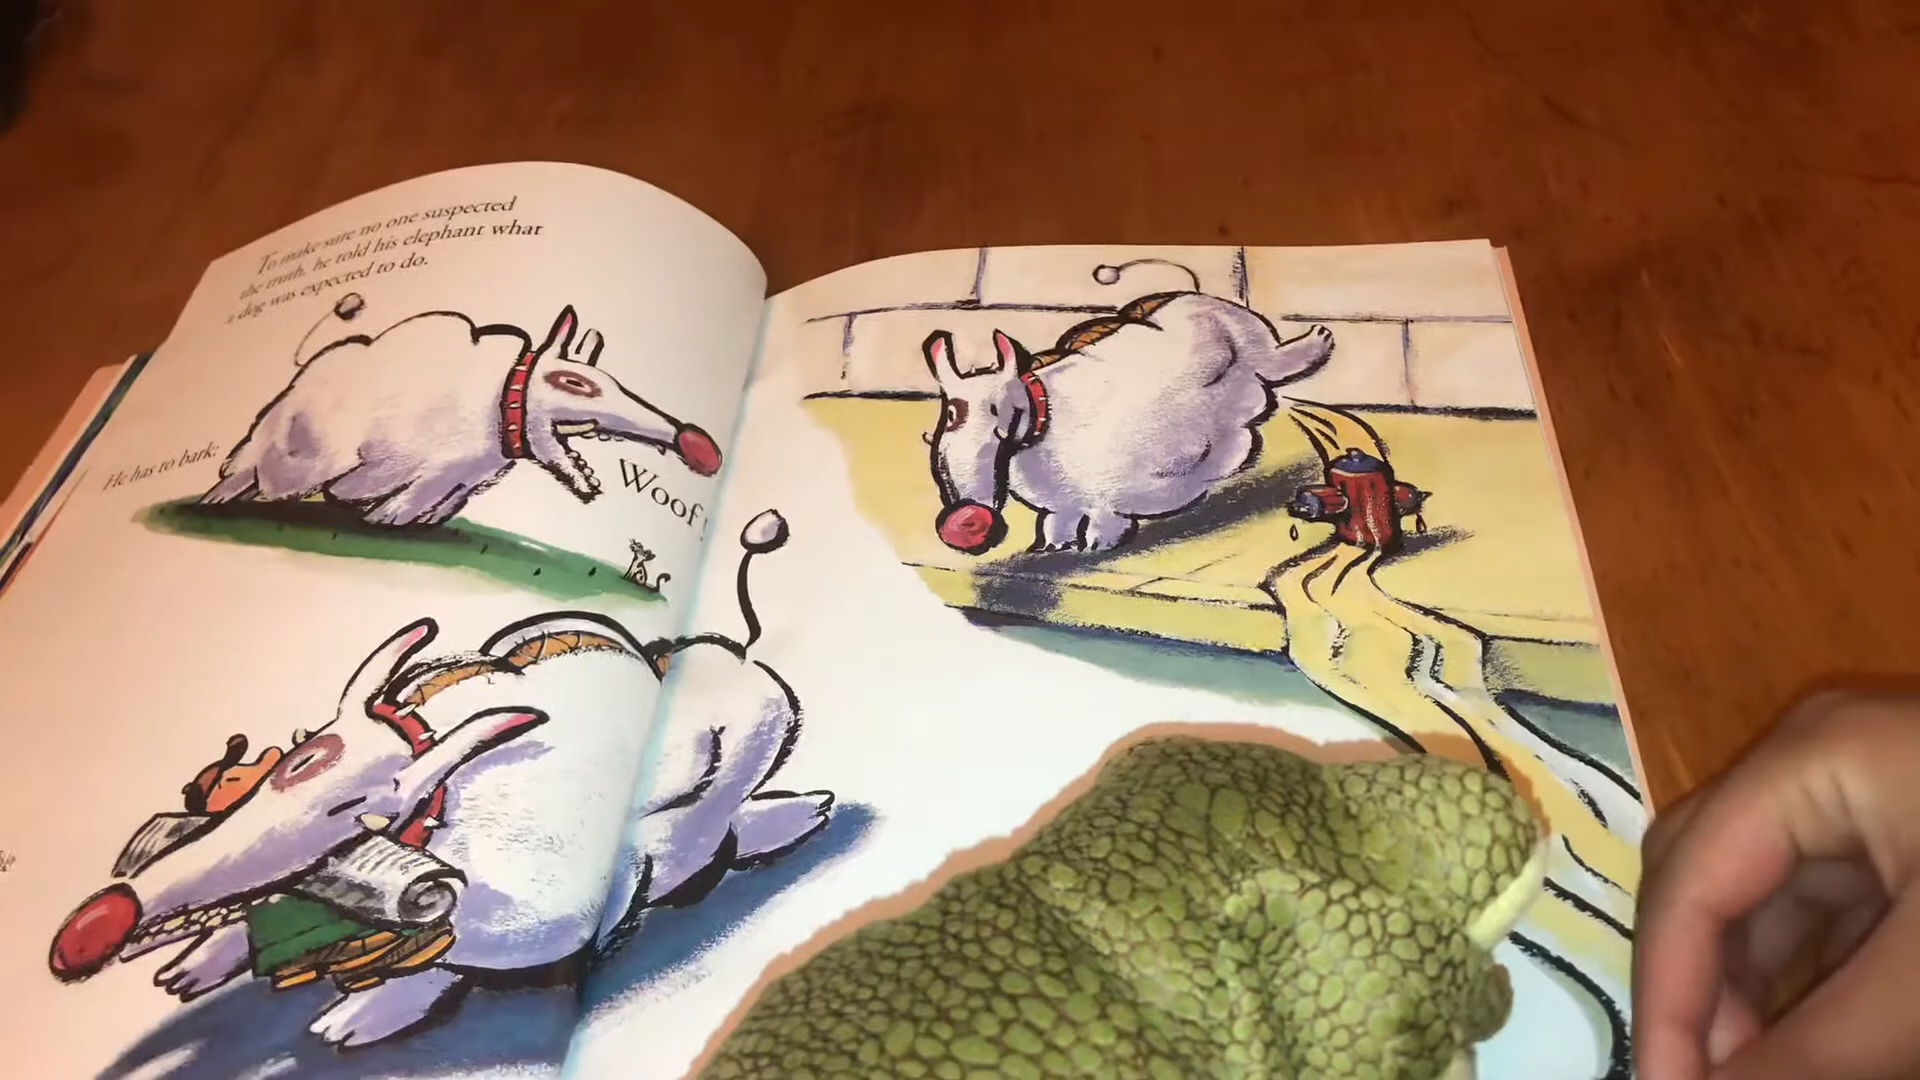 To make sure no one suspected
the truth, he told his elephant what
a dog was expected to do.
He has to bark:
Woof!